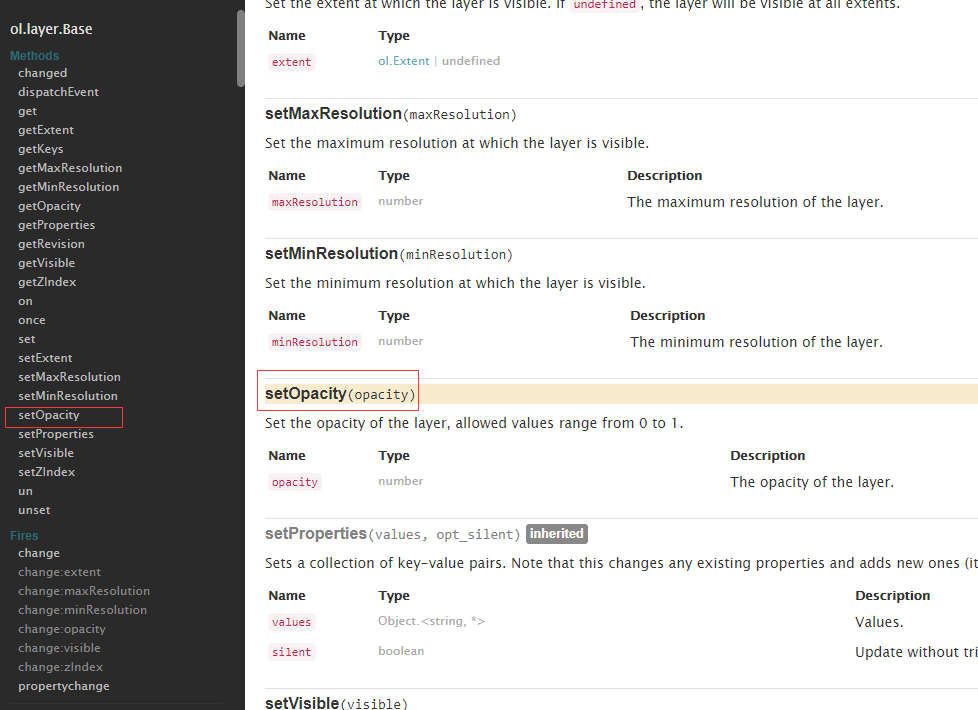 ol.layer.Base
Methods
changed
dispatchEvent
get
getExtent
getKeys
getMaxResolution
getMinResolution
getOpacity
getProperties
getRevision
getVisible
getZIndex
on
once
set
setExtent
setMaxResolution
setMinResolution
setOpacity
setProperties
setVisible
setZIndex
un
unset
Fires
change
change:extent
change:maxResolution
change:minResolution
change:opacity
change:visible
change:zIndex
propertychange
Set the extent at which the layer is visible. If undefined, the layer will be visible at all extents.
Name Type
extent ol.Extent | undefined
setMaxResolution(maxResolution)
Set the maximum resolution at which the layer is visible.
Name Type Description
maxResolution number The maximum resolution of the layer.
setMinResolution(minResolution)
Set the minimum resolution at which the layer is visible.
Name Type Description
minResolution number The minimum resolution of the layer.
setOpacity(opacity)
Set the opacity of the layer, allowed values range from 0 to 1.
Name Type Description
opacity number The opacity of the layer.
setProperties(values, opt_silent) inherited
Sets a collection of key-value pairs. Note that this changes any existing properties and adds new ones (it
Name Type Description
values Object.<string, *> Values.
silent boolean Update without tri
setVisible(visible)